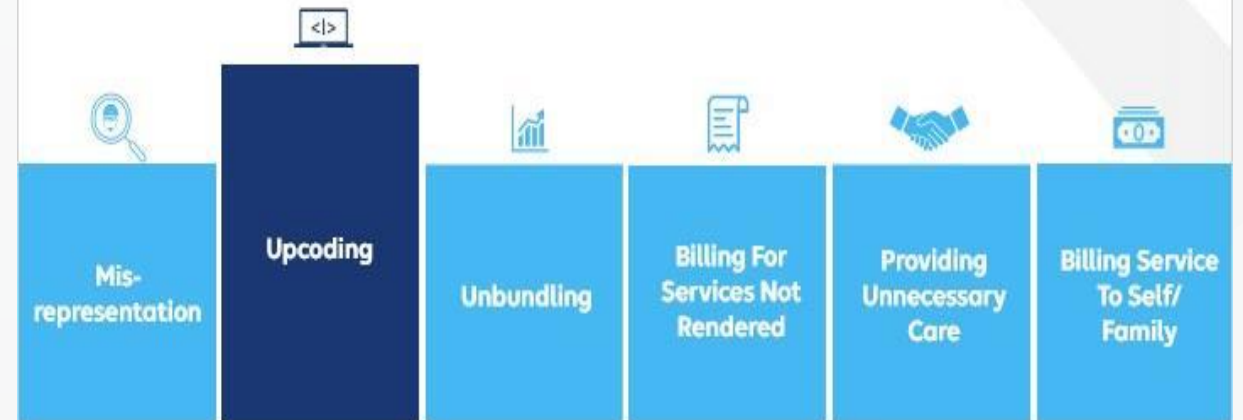 </>
Mis-
representation
Upcoding
Unbundling
Billing For
Services Not
Rendered
Providing
Unnecessary
Care
Billing Service
To Self/
Family